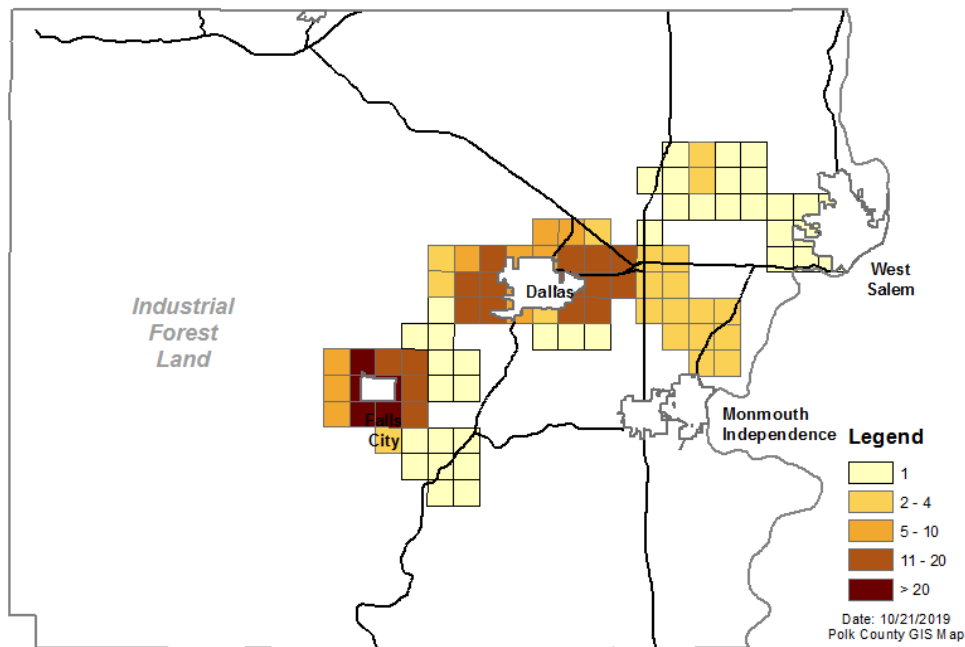 West
Salem
Dallas
Industrial
Forest
Land
Falls
City
Monmouth
Independence
Legend
1
2 - 4
5 - 10
11 - 20
> 20
Date: 10/21/2019
Polk County GIS Map